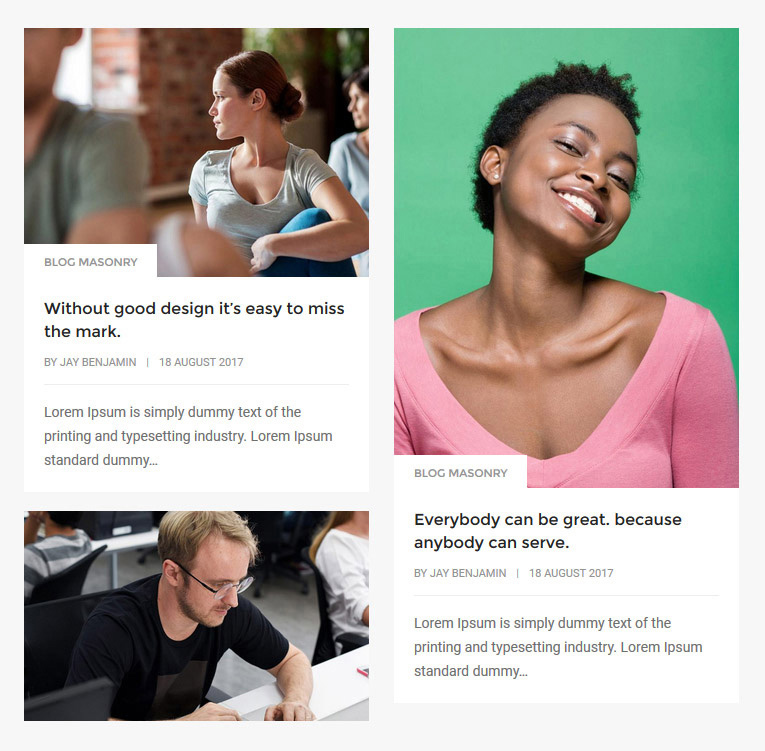 BLOG MASONRY
Without good design it's easy to miss
the mark.
BY JAY BENJAMIN | 18 AUGUST 2017
Lorem Ipsum is simply dummy text of the
printing and typesetting industry. Lorem Ipsum
standard dummy...
BLOG MASONRY
Everybody can be great. because
anybody can serve.
BY JAY BENJAMIN | 18 AUGUST 2017
Lorem Ipsum is simply dummy text of the
printing and typesetting industry. Lorem Ipsum
standard dummy...